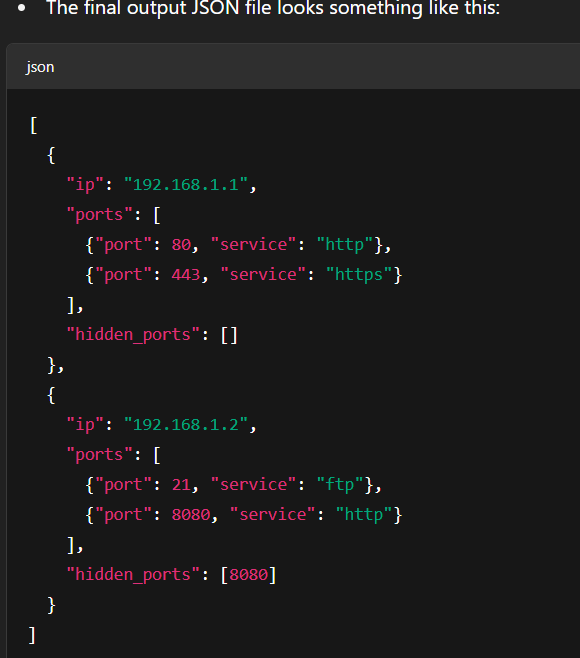 • The final output JSON file looks something like this:
json
[
  {
    "ip": "192.168.1.1",
    "ports": [
      {"port": 80, "service": "http"},
      {"port": 443, "service": "https"}
    ],
    "hidden_ports": []
  },
  {
    "ip": "192.168.1.2",
    "ports": [
      {"port": 21, "service": "ftp"},
      {"port": 8080, "service": "http"}
    ],
    "hidden_ports": [8080]
  }
]